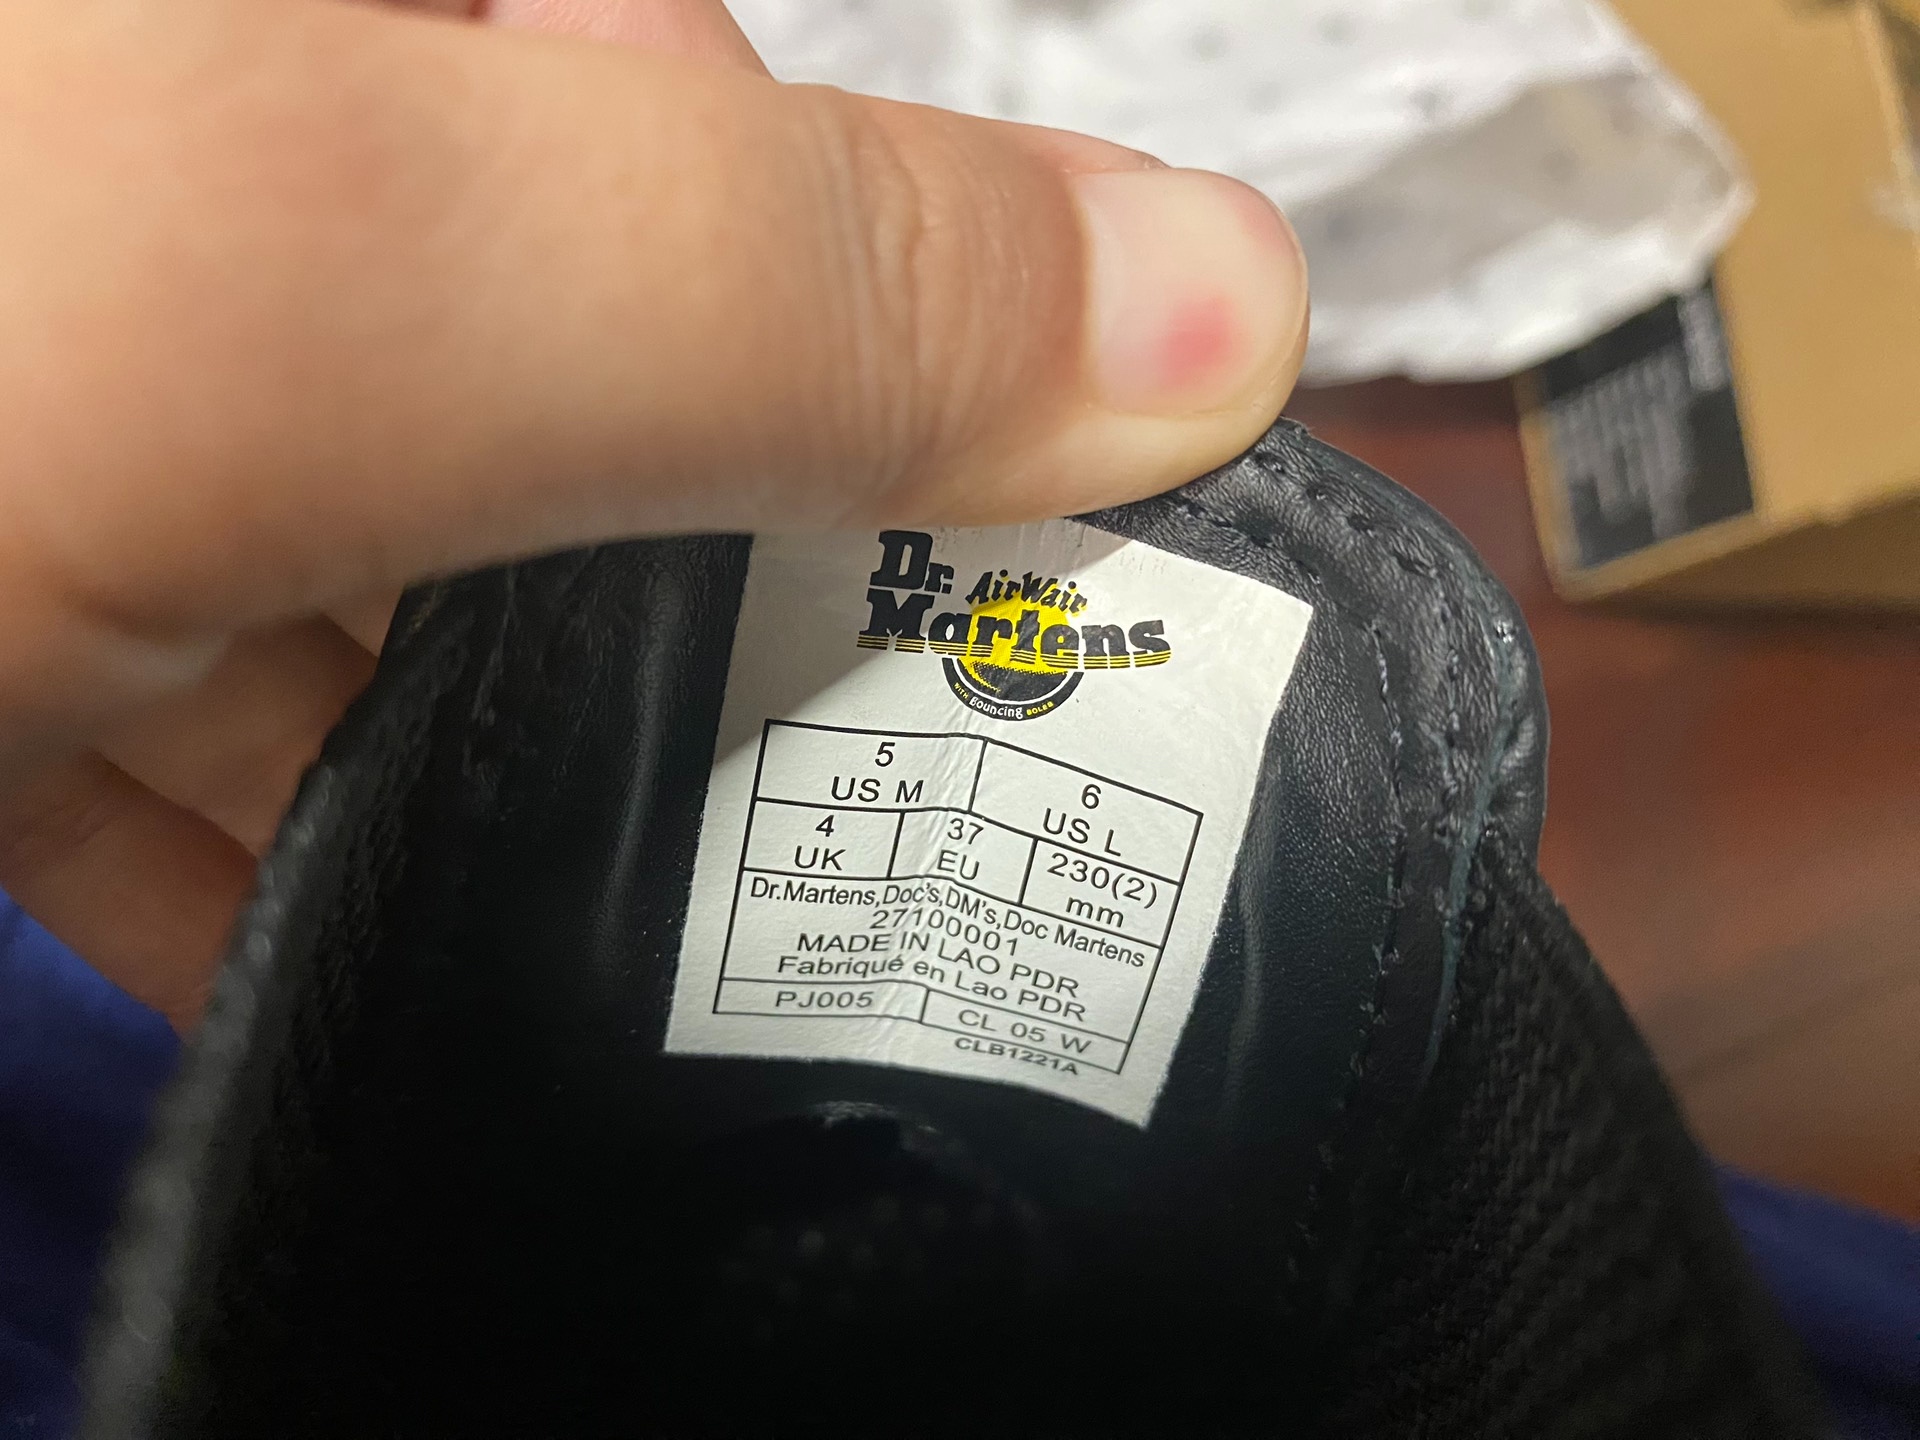 Dr. AirWair
Martens
WITH Bouncing SOLES
5
US M
6
US L
4
UK
37
EU
230(2)
mm
Dr.Martens,Doc's,DM's,Doc Martens
27100001
MADE IN LAO PDR
Fabriqué en Lao PDR
PJ005
CL 05 W
CLB1221A